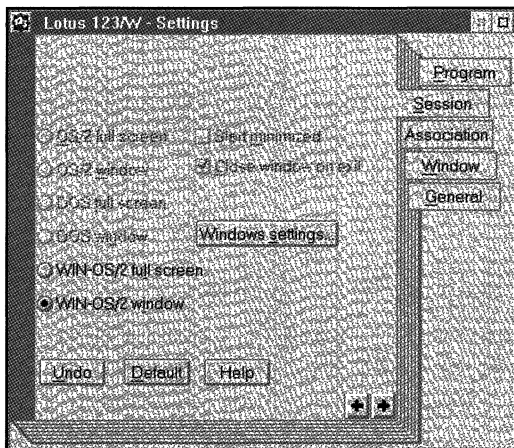 Lotus 123/W - Settings
Program
Session
Association
Window
General
OS/2 full screen
Start minimized
OS/2 window
Close window on exit
DOS full screen
DOS window
Windows settings...
WIN-OS/2 full screen
WIN-OS/2 window
Undo
Default
Help